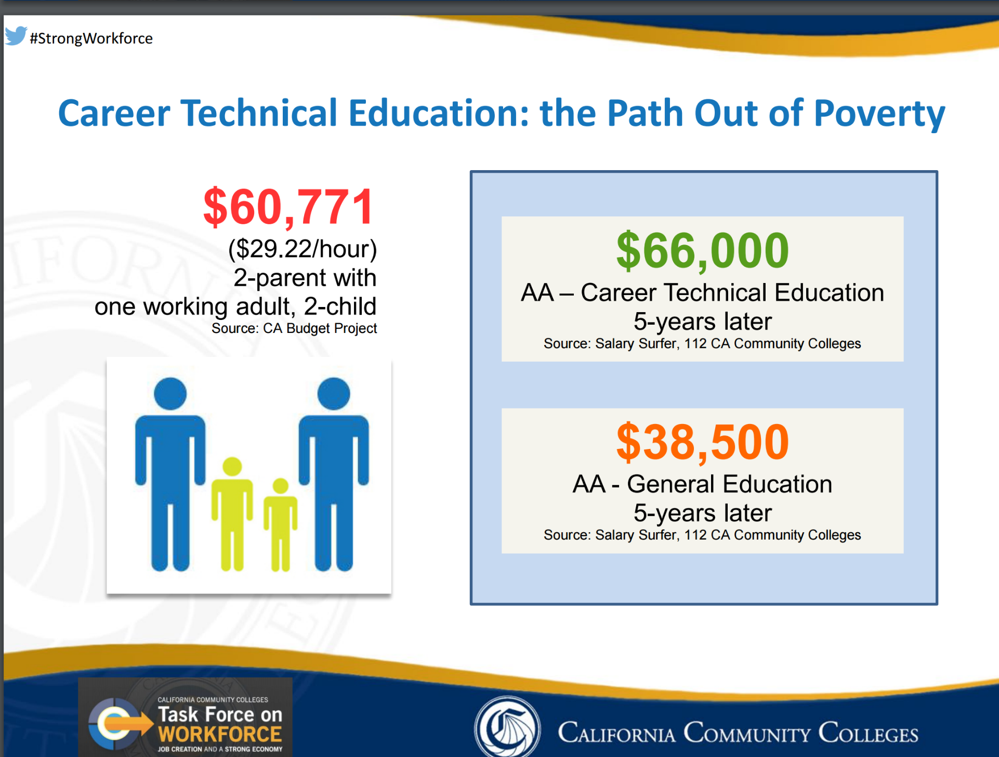 #StrongWorkforce
Career Technical Education: the Path Out of Poverty
$60,771
($29.22/hour)
2-parent with
one working adult, 2-child
Source: CA Budget Project
$66,000
AA – Career Technical Education
5-years later
Source: Salary Surfer, 112 CA Community Colleges
$38,500
AA - General Education
5-years later
Source: Salary Surfer, 112 CA Community Colleges
CALIFORNIA COMMUNITY COLLEGES
Task Force on
WORKFORCE
JOB CREATION AND A STRONG ECONOMY
CALIFORNIA COMMUNITY COLLEGES